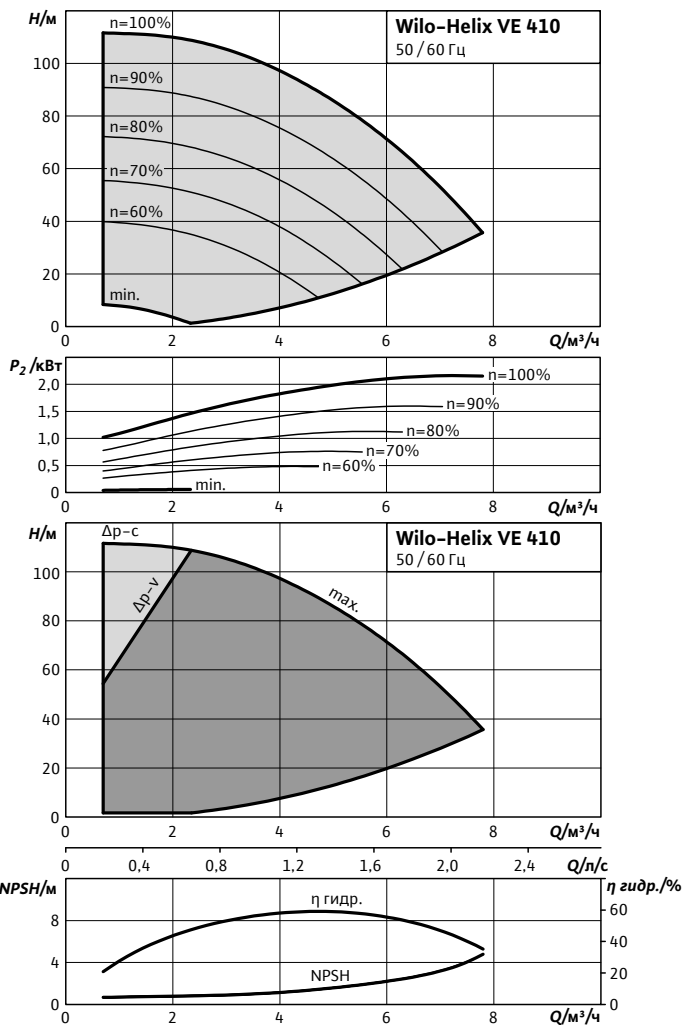 H/м
n=100%
Wilo-Helix VE 410
50 / 60 Гц
100
n=90%
80
n=80%
60
n=70%
40
n=60%
20
min.
0
0 2 4 6 8 Q/м³/ч
P₂ /кВт
2,0
n=100%
1,5
n=90%
1,0
n=80%
n=70%
0,5
n=60%
min.
0
0 2 4 6 8 Q/м³/ч
H/м
Δp-c
Wilo-Helix VE 410
50 / 60 Гц
100
Δp-v
max.
80
60
40
20
0
0 2 4 6 8 Q/м³/ч
0 0,4 0,8 1,2 1,6 2,0 2,4 Q/л/с
NPSH/м
η гидр./%
η гидр.
8
60
40
4
NPSH
20
0
0
0 2 4 6 8 Q/м³/ч